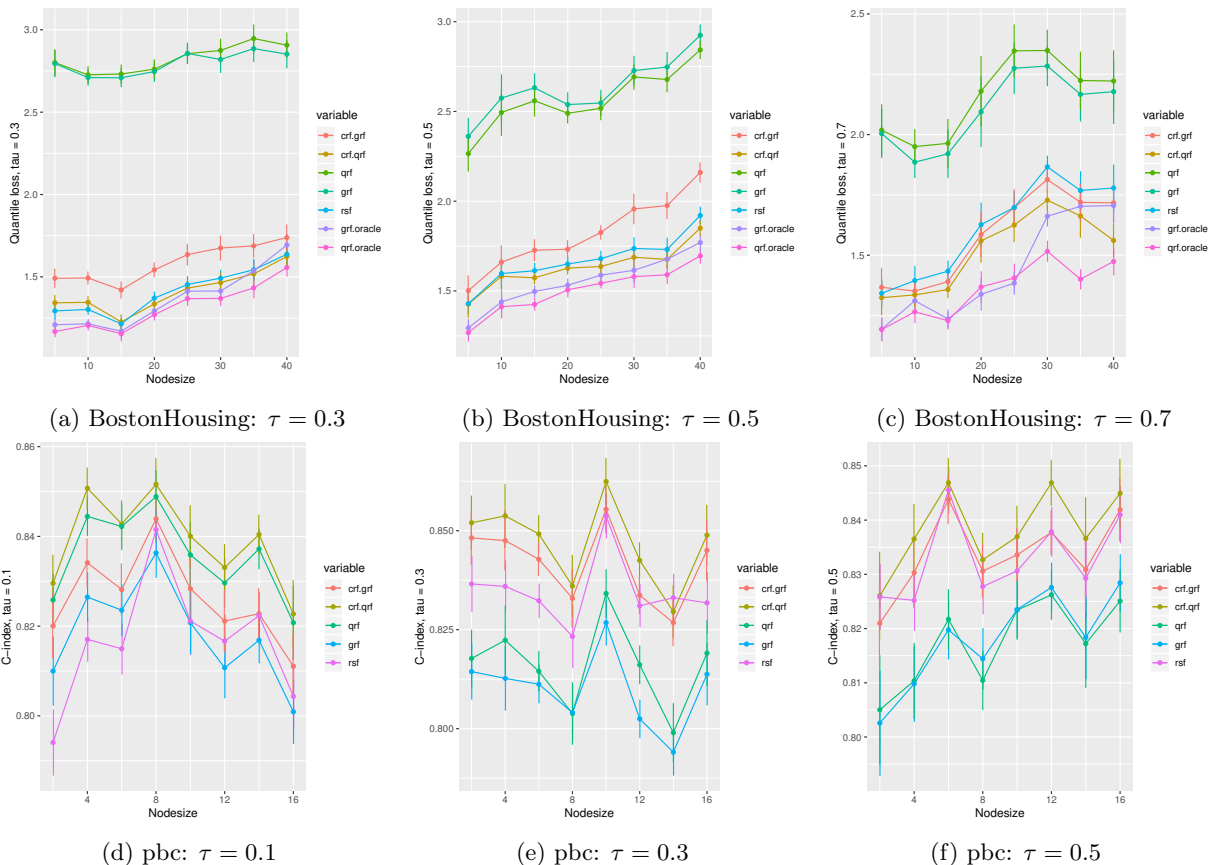 Quantile loss, tau = 0.3
3.0
2.5
2.0
1.5
10
20
30
40
Nodesize
variable
crf.grf
crf.qrf
qrf
grf
rsf
grf.oracle
qrf.oracle
(a) BostonHousing: τ = 0.3
Quantile loss, tau = 0.5
3.0
2.5
2.0
1.5
10
20
30
40
Nodesize
variable
crf.grf
crf.qrf
qrf
grf
rsf
grf.oracle
qrf.oracle
(b) BostonHousing: τ = 0.5
Quantile loss, tau = 0.7
2.5
2.0
1.5
10
20
30
40
Nodesize
variable
crf.grf
crf.qrf
qrf
grf
rsf
grf.oracle
qrf.oracle
(c) BostonHousing: τ = 0.7
C-index, tau = 0.1
0.86
0.84
0.82
0.80
4
8
12
16
Nodesize
variable
crf.grf
crf.qrf
qrf
grf
rsf
(d) pbc: τ = 0.1
C-index, tau = 0.3
0.850
0.825
0.800
4
8
12
16
Nodesize
variable
crf.grf
crf.qrf
qrf
grf
rsf
(e) pbc: τ = 0.3
C-index, tau = 0.5
0.85
0.84
0.83
0.82
0.81
0.80
4
8
12
16
Nodesize
variable
crf.grf
crf.qrf
qrf
grf
rsf
(f) pbc: τ = 0.5